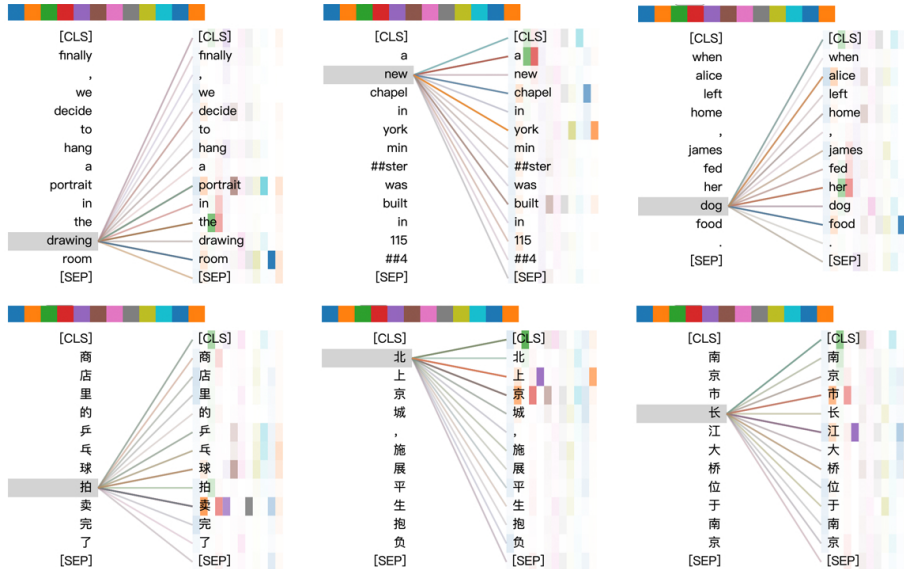 [CLS] [CLS]
finally finally
, ,
we we
decide decide
to to
hang hang
a a
portrait portrait
in in
the the
drawing drawing
room room
[SEP] [SEP]
[CLS] [CLS]
a a
new new
chapel chapel
in in
york york
min min
##ster ##ster
was was
built built
in in
115 115
##4 ##4
[SEP] [SEP]
[CLS] [CLS]
when when
alice alice
left left
home home
, ,
james james
fed fed
her her
dog dog
food food
. .
[SEP] [SEP]
[CLS] [CLS]
商 商
店 店
里 里
的 的
乒 乒
乓 乓
球 球
拍 拍
卖 卖
完 完
了 了
[SEP] [SEP]
[CLS] [CLS]
北 北
上 上
京 京
城 城
, ,
施 施
展 展
平 平
生 生
抱 抱
负 负
[SEP] [SEP]
[CLS] [CLS]
南 南
京 京
市 市
长 长
江 江
大 大
桥 桥
位 位
于 于
南 南
京 京
[SEP] [SEP]